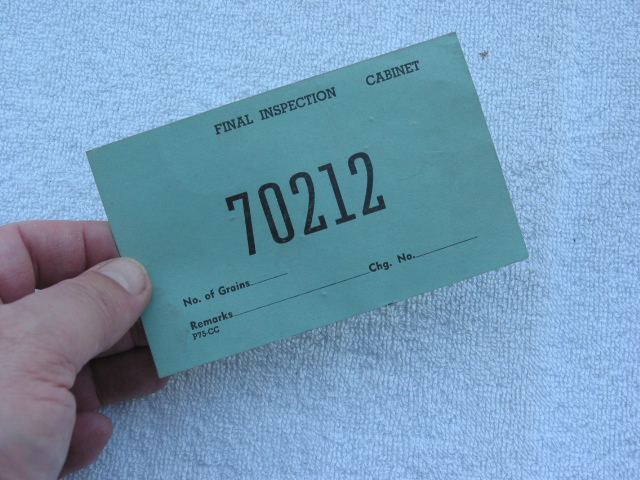 FINAL INSPECTION CABINET
70212
No. of Grains
Chg. No.
Remarks
P75-CC